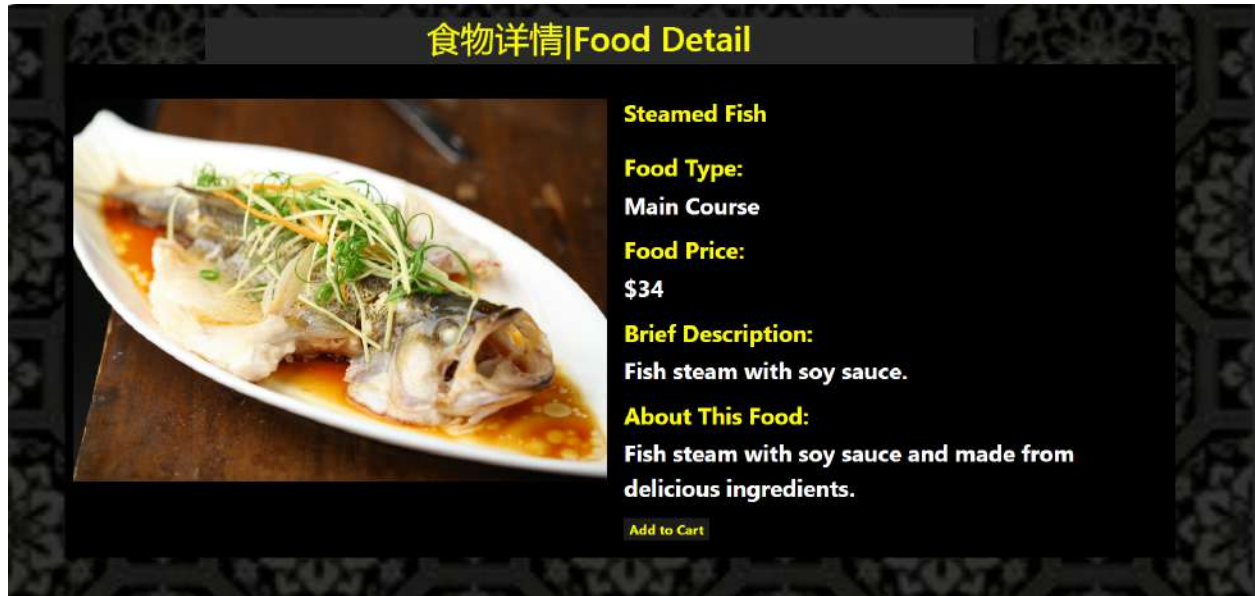 食物详情|Food Detail
Steamed Fish
Food Type:
Main Course
Food Price:
$34
Brief Description:
Fish steam with soy sauce.
About This Food:
Fish steam with soy sauce and made from
delicious ingredients.
Add to Cart